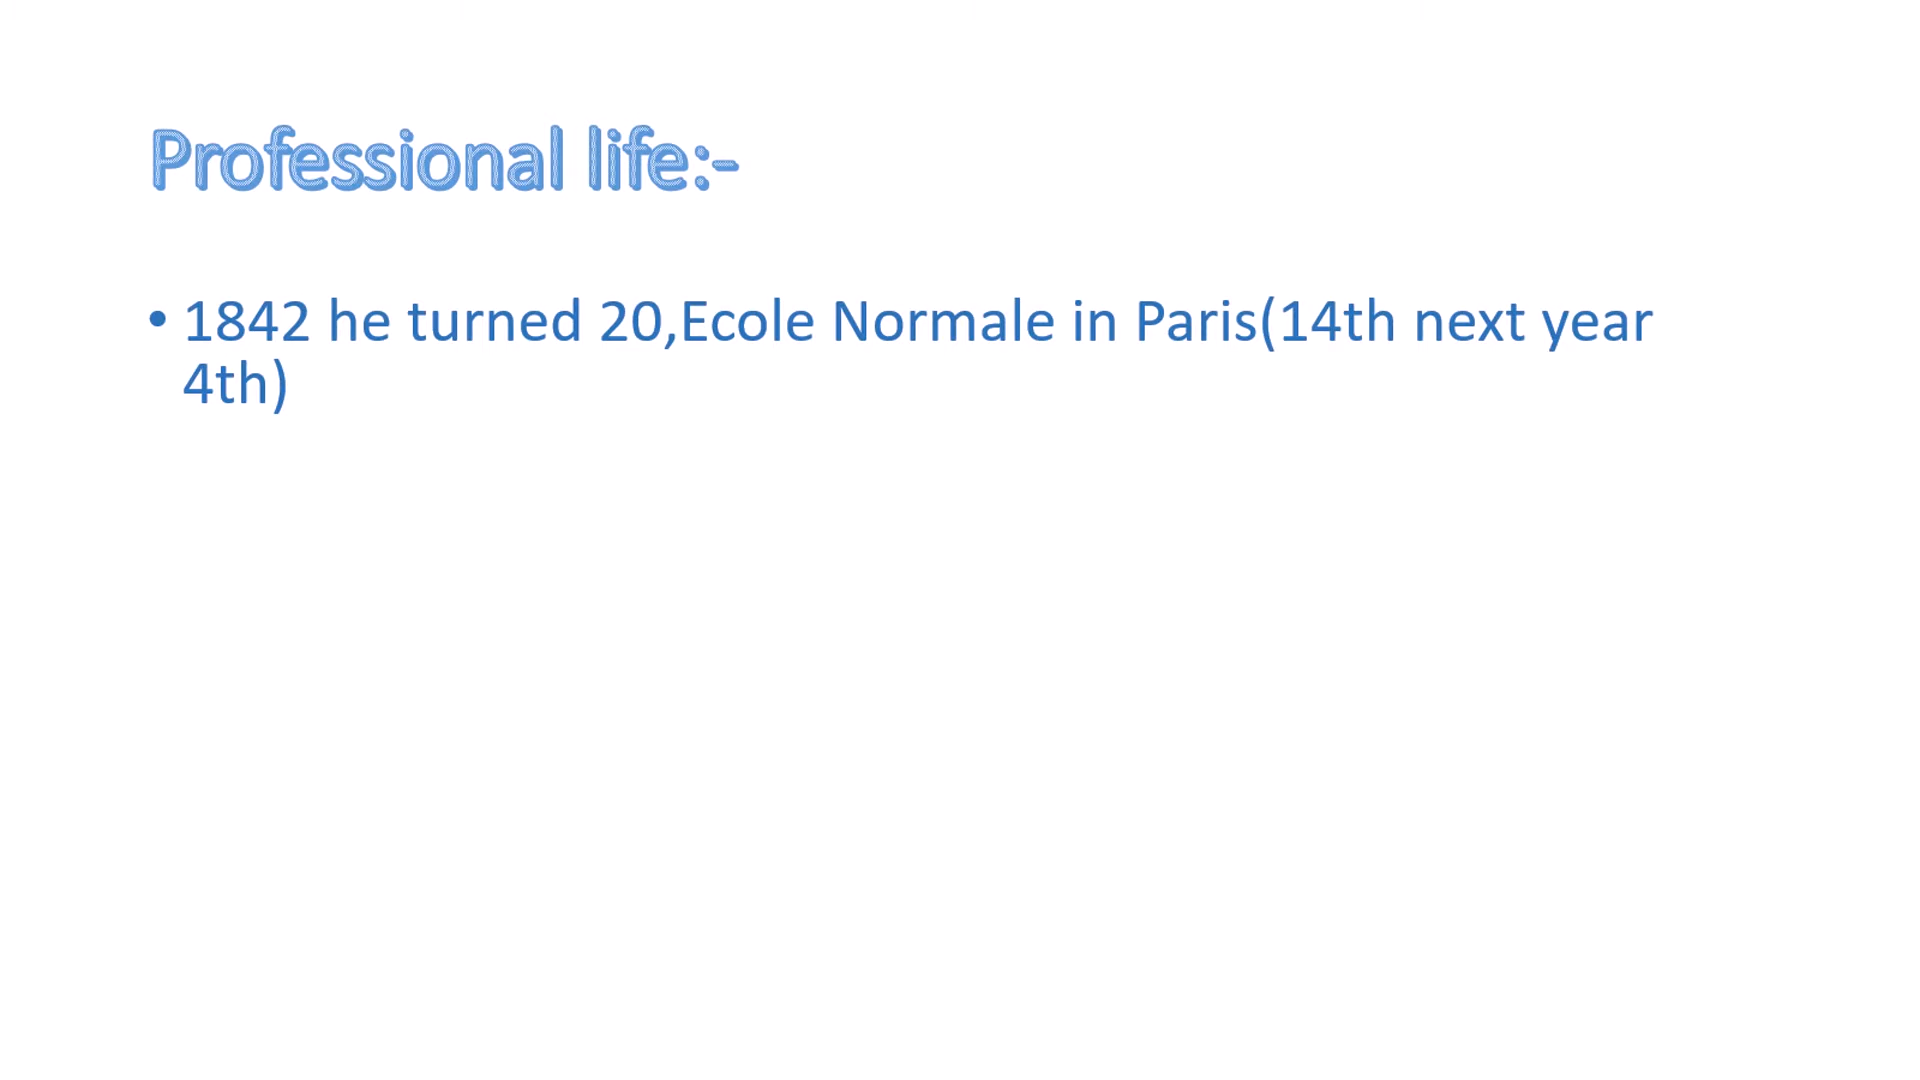 Professional life:-
• 1842 he turned 20,Ecole Normale in Paris(14th next year
4th)